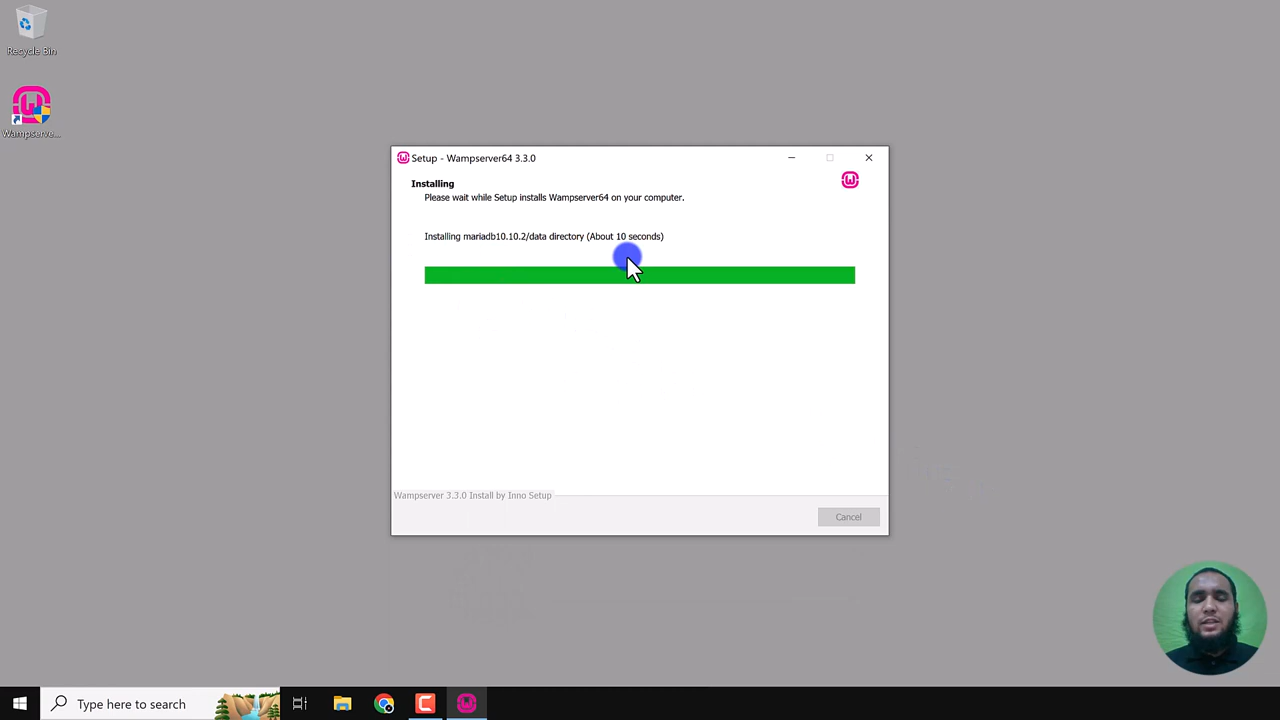 Recycle Bin
Wampserve...
Setup - Wampserver64 3.3.0
Installing
Please wait while Setup installs Wampserver64 on your computer.
Installing mariadb10.10.2/data directory (About 10 seconds)
Wampserver 3.3.0 Install by Inno Setup
Cancel
Type here to search